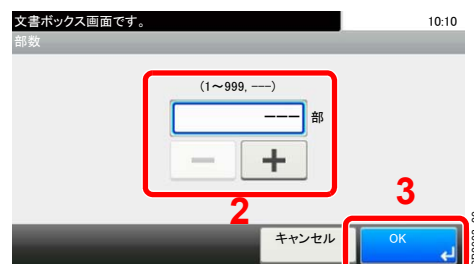 文書ボックス画面です。 10:10
部数
(1～999, ---)
--- 部
− +
2
3
キャンセル OK